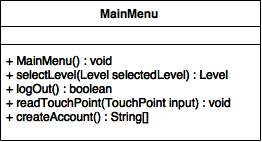 MainMenu
+ MainMenu() : void
+ selectLevel(Level selectedLevel) : Level
+ logOut() : boolean
+ readTouchPoint(TouchPoint input) : void
+ createAccount() : String[]